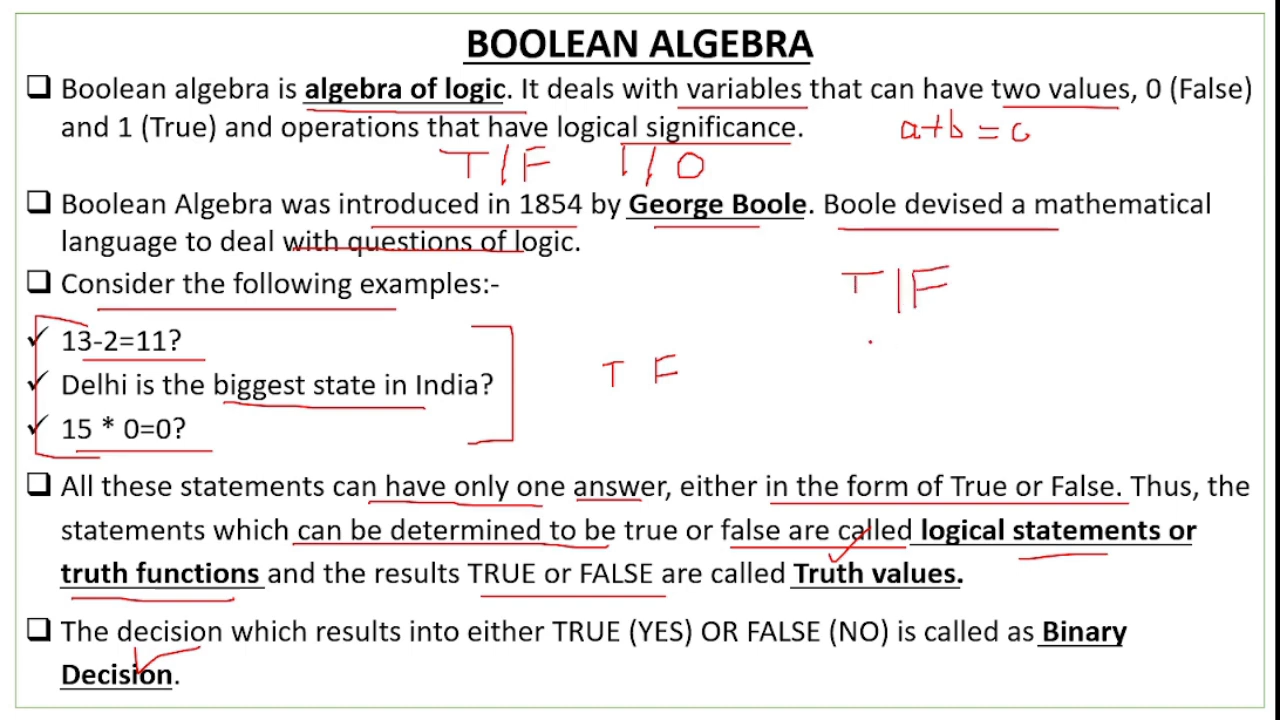 BOOLEAN ALGEBRA
❑ Boolean algebra is algebra of logic. It deals with variables that can have two values, 0 (False)
and 1 (True) and operations that have logical significance.
a+b = c
T/F 1/0
❑ Boolean Algebra was introduced in 1854 by George Boole. Boole devised a mathematical
language to deal with questions of logic.
❑ Consider the following examples:-
T/F
✓ 13-2=11?
T F
✓ Delhi is the biggest state in India?
✓ 15 * 0=0?
❑ All these statements can have only one answer, either in the form of True or False. Thus, the
statements which can be determined to be true or false are called logical statements or
truth functions and the results TRUE or FALSE are called Truth values.
❑ The decision which results into either TRUE (YES) OR FALSE (NO) is called as Binary
Decision.